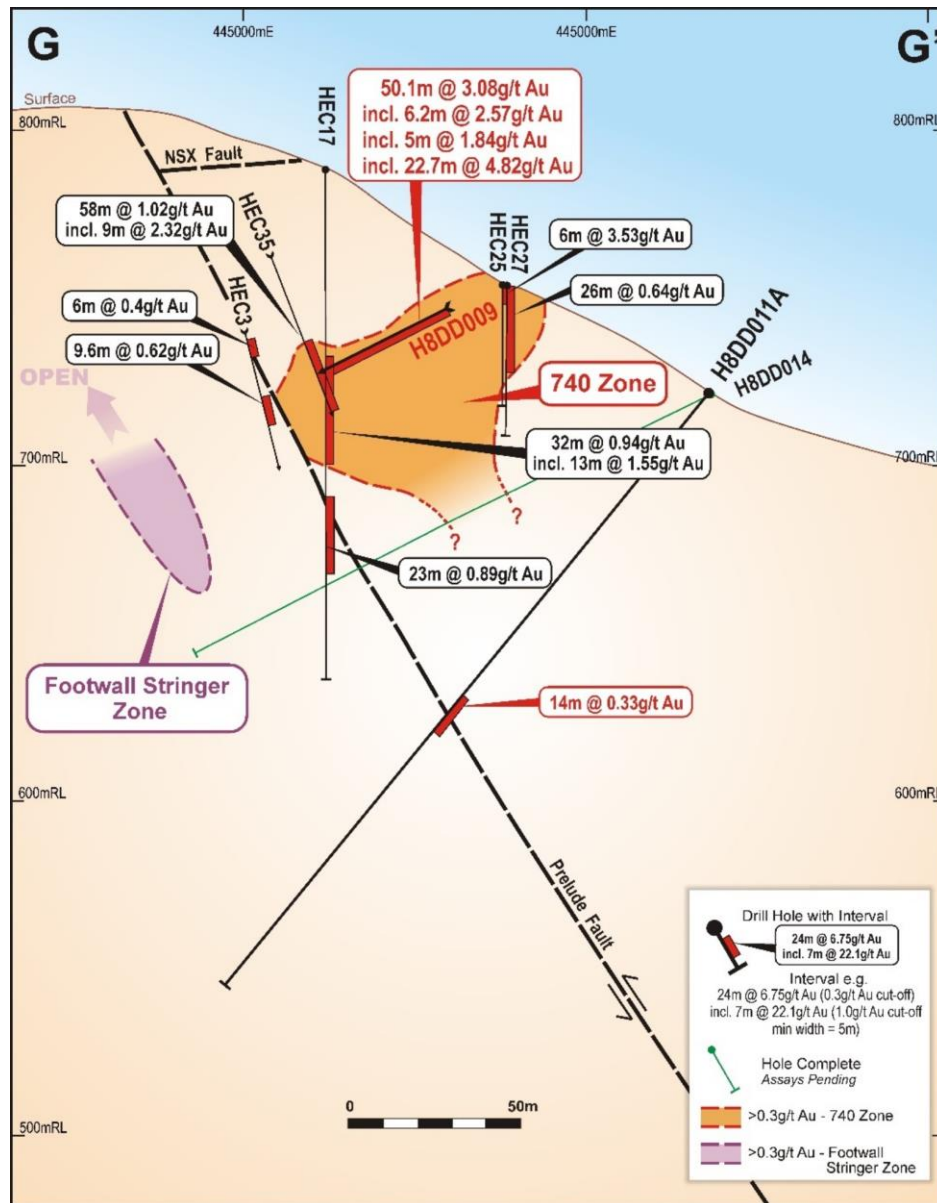 445000mE
445000mE
G
G'
Surface
800mRL
800mRL
HEC17
50.1m @ 3.08g/t Au
incl. 6.2m @ 2.57g/t Au
incl. 5m @ 1.84g/t Au
incl. 22.7m @ 4.82g/t Au
NSX Fault
58m @ 1.02g/t Au
incl. 9m @ 2.32g/t Au
HEC35
HEC27
HEC25
6m @ 3.53g/t Au
26m @ 0.64g/t Au
6m @ 0.4g/t Au
HEC3
9.6m @ 0.62g/t Au
H8DD009
H8DD011A
H8DD014
OPEN
740 Zone
32m @ 0.94g/t Au
incl. 13m @ 1.55g/t Au
700mRL
700mRL
?
?
23m @ 0.89g/t Au
Footwall Stringer
Zone
14m @ 0.33g/t Au
600mRL
600mRL
Prelude Fault
0
50m
500mRL
500mRL
Drill Hole with Interval
24m @ 6.75g/t Au
incl. 7m @ 22.1g/t Au
Interval e.g.
24m @ 6.75g/t Au (0.3g/t Au cut-off)
incl. 7m @ 22.1g/t Au (1.0g/t Au cut-off
min width = 5m)
Hole Complete
Assays Pending
>0.3g/t Au - 740 Zone
>0.3g/t Au - Footwall
Stringer Zone